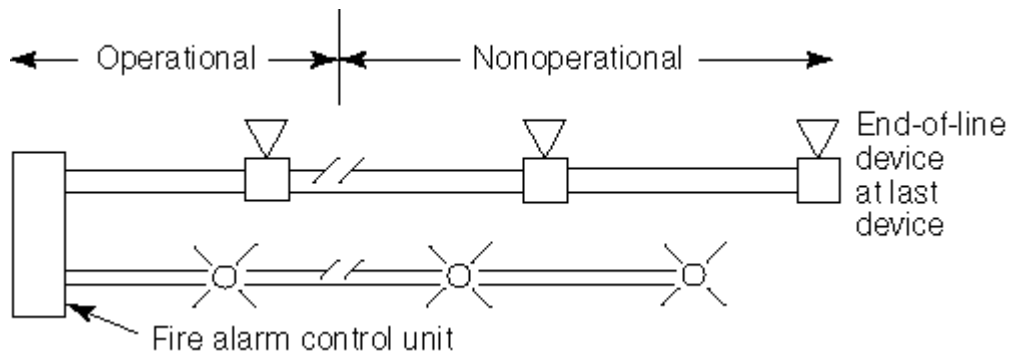 Operational
Nonoperational
End-of-line
device
at last
device
Fire alarm control unit